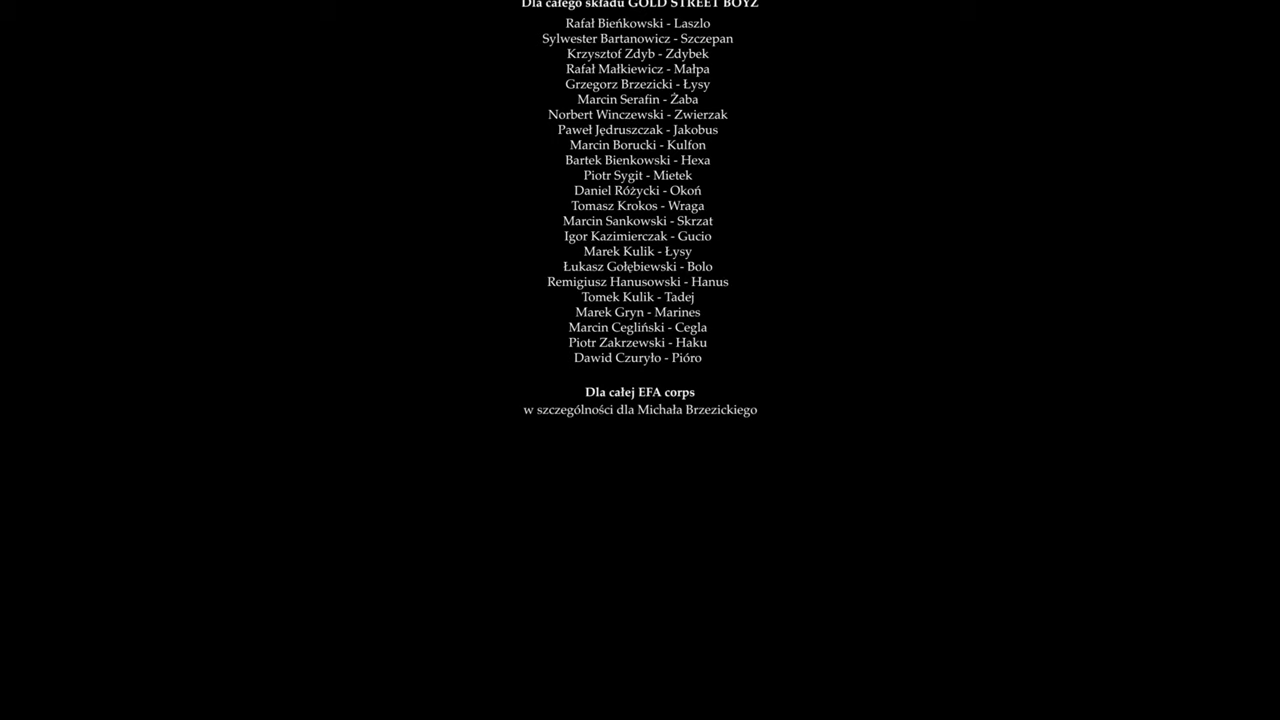 Dla całego składu GOLD STREET BOYZ
Rafał Bieńkowski - Laszlo
Sylwester Bartanowicz - Szczepan
Krzysztof Zdyb - Zdybek
Rafał Małkiewicz - Małpa
Grzegorz Brzezicki - Łysy
Marcin Serafin - Żaba
Norbert Winczewski - Zwierzak
Paweł Jędruszczak - Jakobus
Marcin Borucki - Kulfon
Bartek Bienkowski - Hexa
Piotr Sygit - Mietek
Daniel Różycki - Okoń
Tomasz Krokos - Wraga
Marcin Sankowski - Skrzat
Igor Kazimierczak - Gucio
Marek Kulik - Łysy
Łukasz Gołębiewski - Bolo
Remigiusz Hanusowski - Hanus
Tomek Kulik - Tadej
Marek Gryn - Marines
Marcin Cegliński - Cegla
Piotr Zakrzewski - Haku
Dawid Czuryło - Pióro
Dla całej EFA corps
w szczególności dla Michała Brzezickiego